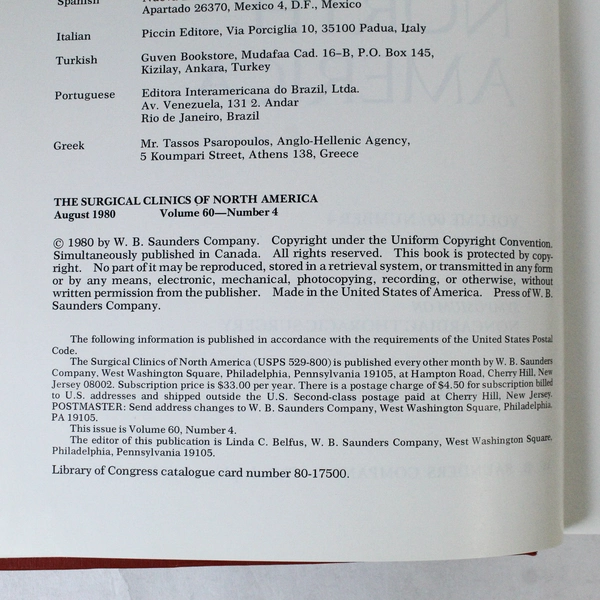 Spanish
Apartado 26370, Mexico 4, D.F., Mexico
Italian Piccin Editore, Via Porciglia 10, 35100 Padua, Italy
Turkish Guven Bookstore, Mudafaa Cad. 16–B, P.O. Box 145,
Kizilay, Ankara, Turkey
Portuguese Editora Interamericana do Brazil, Ltda.
Av. Venezuela, 131 2. Andar
Rio de Janeiro, Brazil
Greek Mr. Tassos Psaropoulos, Anglo-Hellenic Agency,
5 Koumpari Street, Athens 138, Greece
THE SURGICAL CLINICS OF NORTH AMERICA
August 1980 Volume 60—Number 4
© 1980 by W. B. Saunders Company. Copyright under the Uniform Copyright Convention.
Simultaneously published in Canada. All rights reserved. This book is protected by copy-
right. No part of it may be reproduced, stored in a retrieval system, or transmitted in any form
or by any means, electronic, mechanical, photocopying, recording, or otherwise, without
written permission from the publisher. Made in the United States of America. Press of W. B.
Saunders Company.
The following information is published in accordance with the requirements of the United States Postal
Code.
The Surgical Clinics of North America (USPS 529-800) is published every other month by W. B. Saunders
Company, West Washington Square, Philadelphia, Pennsylvania 19105, at Hampton Road, Cherry Hill, New
Jersey 08002. Subscription price is $33.00 per year. There is a postage charge of $4.50 for subscription billed
to U.S. addresses and shipped outside the U.S. Second-class postage paid at Cherry Hill, New Jersey.
POSTMASTER: Send address changes to W. B. Saunders Company, West Washington Square, Philadelphia,
PA 19105.
This issue is Volume 60, Number 4.
The editor of this publication is Linda C. Belfus, W. B. Saunders Company, West Washington Square,
Philadelphia, Pennsylvania 19105.
Library of Congress catalogue card number 80-17500.